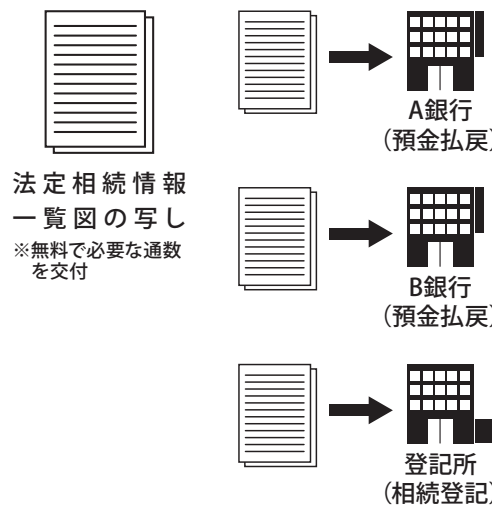 法定相続情報
一覧図の写し
※無料で必要な通数
を交付
A銀行
(預金払戻)
B銀行
(預金払戻)
登記所
(相続登記)